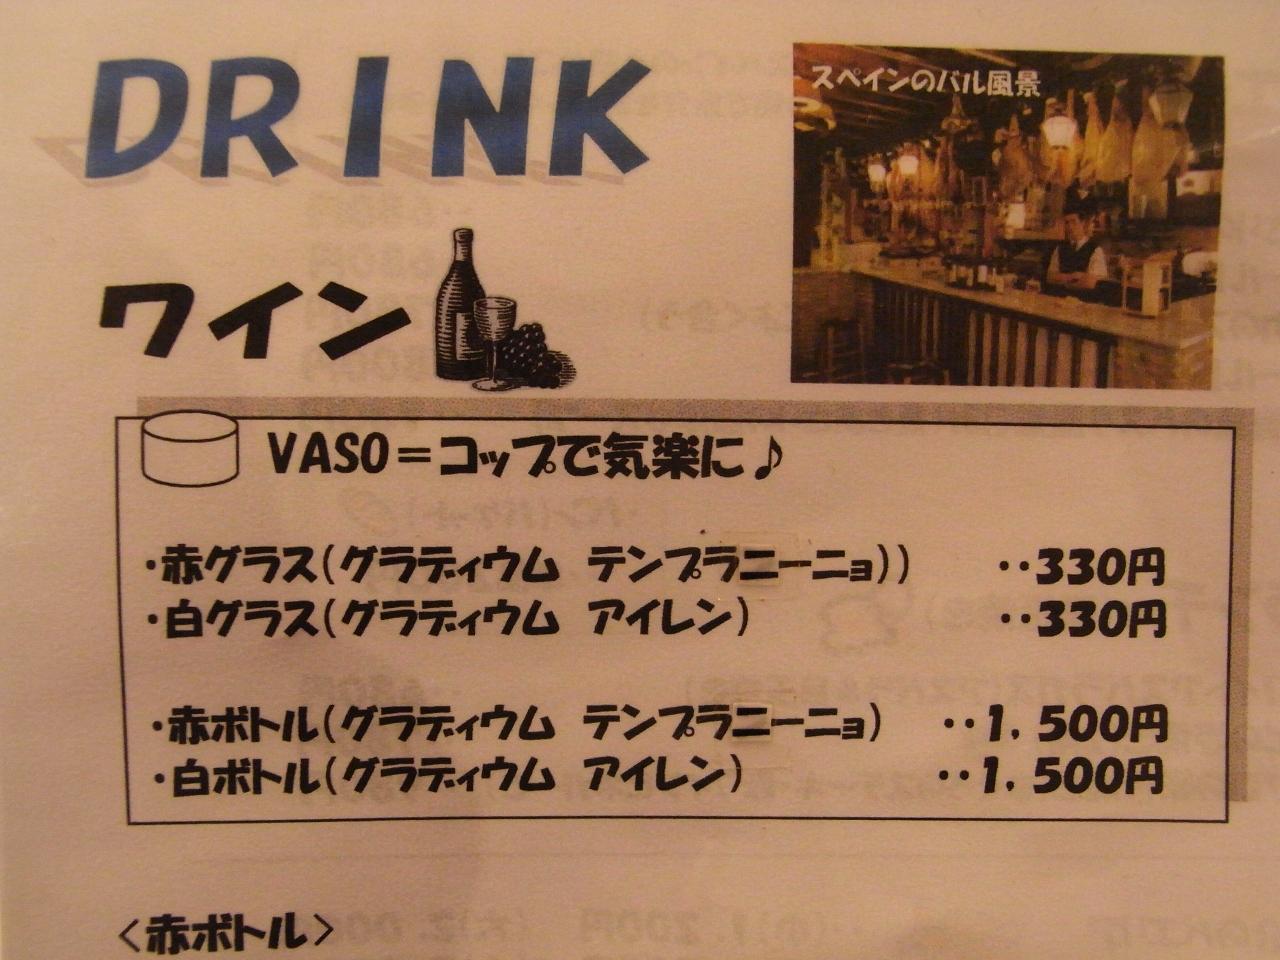 DRINK
スペインのバル風景
ワイン
VASO=コップで気楽に♪
・赤グラス(グラディウム テンプラニーニョ)) ‥330円
・白グラス(グラディウム アイレン) ‥330円
・赤ボトル(グラディウム テンプラニーニョ) ‥1,500円
・白ボトル(グラディウム アイレン) ‥1,500円
<赤ボトル>